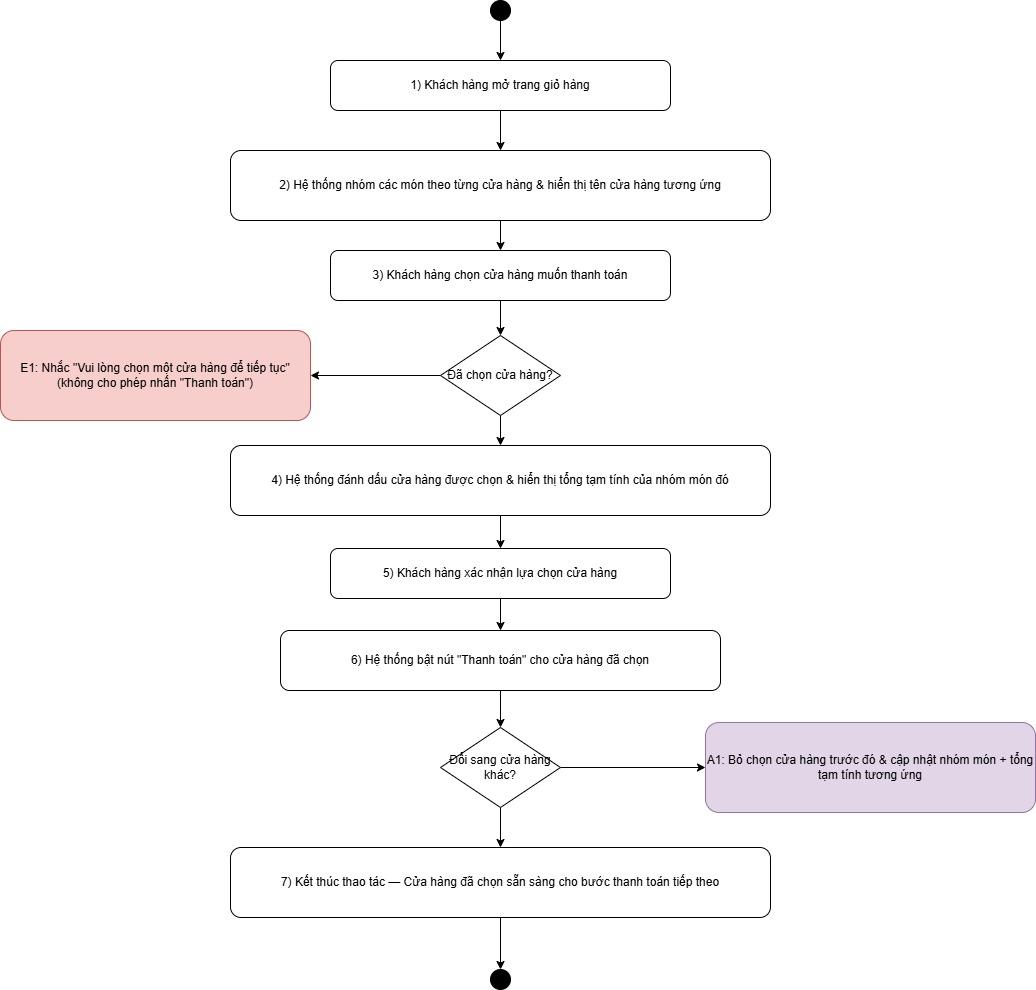 1) Khách hàng mở trang giỏ hàng
2) Hệ thống nhóm các món theo từng cửa hàng & hiển thị tên cửa hàng tương ứng
3) Khách hàng chọn cửa hàng muốn thanh toán
Đã chọn cửa hàng?
E1: Nhắc "Vui lòng chọn một cửa hàng để tiếp tục"
(không cho phép nhấn "Thanh toán")
4) Hệ thống đánh dấu cửa hàng được chọn & hiển thị tổng tạm tính của nhóm món đó
5) Khách hàng xác nhận lựa chọn cửa hàng
6) Hệ thống bật nút "Thanh toán" cho cửa hàng đã chọn
Đổi sang cửa hàng
khác?
A1: Bỏ chọn cửa hàng trước đó & cập nhật nhóm món + tổng
tạm tính tương ứng
7) Kết thúc thao tác — Cửa hàng đã chọn sẵn sàng cho bước thanh toán tiếp theo